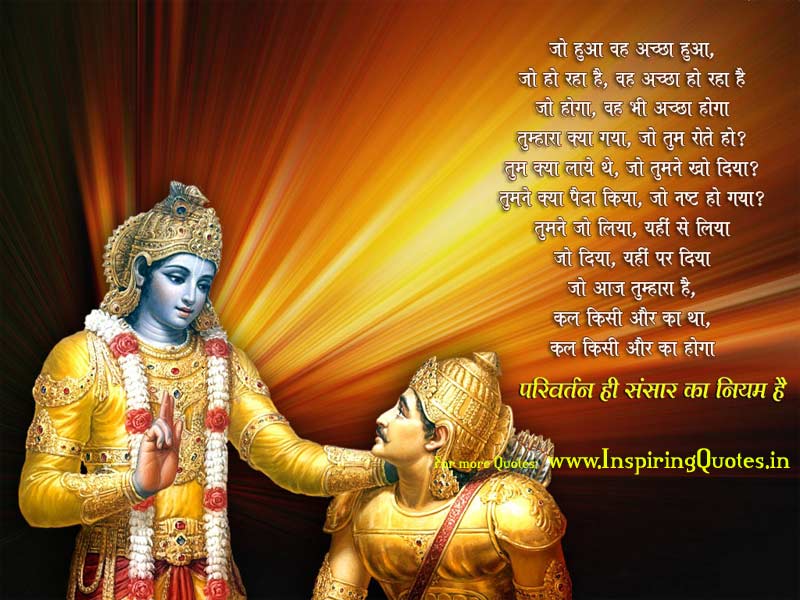 जो हुआ वह अच्छा हुआ,
जो हो रहा है, वह अच्छा हो रहा है
जो होगा, वह भी अच्छा होगा
तुम्हारा क्या गया, जो तुम रोते हो?
तुम क्या लाये थे, जो तुमने खो दिया?
तुमने क्या पैदा किया, जो नष्ट हो गया?
तुमने जो लिया, यहीं से लिया
जो दिया, यहीं पर दिया
जो आज तुम्हारा है,
कल किसी और का था,
कल किसी और का होगा
परिवर्तन ही संसार का नियम है
For more Quotes: www.InspiringQuotes.in